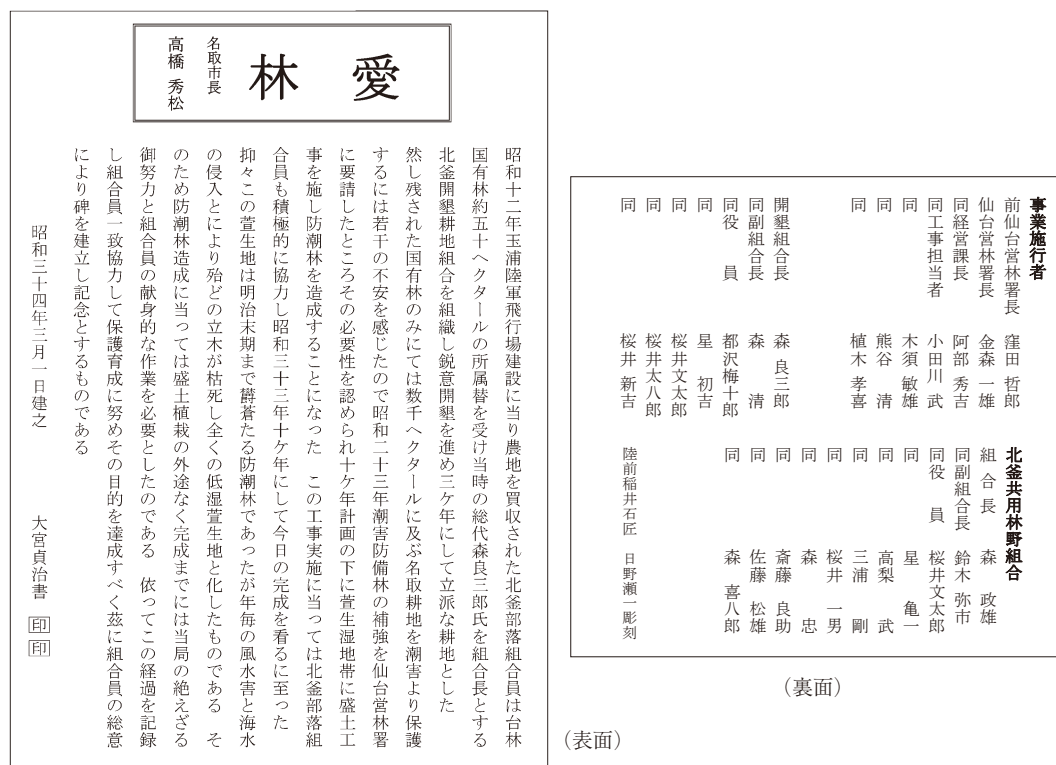 愛林
名取市長
高橋 秀松
昭和十二年玉浦陸軍飛行場建設に当り農地を買収された北釜部落組合員は台林
国有林約五十ヘクタールの所属替を受け当時の総代森良三郎氏を組合長とする
北釜開墾耕地組合を組織し鋭意開墾を進め三ケ年にして立派な耕地とした
然し残された国有林のみにては数千ヘクタールに及ぶ名取耕地を潮害より保護
するには若干の不安を感じたので昭和二十三年潮害防備林の補強を仙台営林署
に要請したところその必要性を認められ十ケ年計画の下に萱生湿地帯に盛土工
事を施し防潮林を造成することになった　この工事実施に当っては北釜部落組
合員も積極的に協力し昭和三十三年十ケ年にして今日の完成を看るに至った
抑々この萱生地は明治末期まで欝蒼たる防潮林であったが年毎の風水害と海水
の侵入とにより殆どの立木が枯死し全くの低湿萱生地と化したものである　そ
のため防潮林造成に当っては盛土植栽の外途なく完成までには当局の絶えざる
御努力と組合員の献身的な作業を必要としたのである　依ってこの経過を記録
し組合員一致協力して保護育成に努めその目的を達成すべく茲に組合員の総意
により碑を建立し記念とするものである
昭和三十四年三月一日建之　大宮貞治書 印 印
（表面）
事業施行者
前仙台営林署長　窪田 哲郎
仙台営林署長　金森 一雄
同経営課長　阿部 秀吉
同工事担当者　小田川 武
同　木須 敏雄
同　熊谷 清
同　植木 孝喜
開墾組合長　森 良三郎
同副組合長　森 清
同役員　都沢梅十郎
同　星 初吉
同　桜井文太郎
同　桜井太八郎
同　桜井 新吉
北釜共用林野組合
組合長　森 政雄
同副組合長　鈴木 弥市
同役員　桜井文太郎
同　星 亀一
同　高梨 武
同　三浦 剛
同　桜井 一男
同　森 忠
同　斎藤 良助
同　佐藤 松雄
同　森 喜八郎
陸前稲井石匠　日野瀬一彫刻
（裏面）